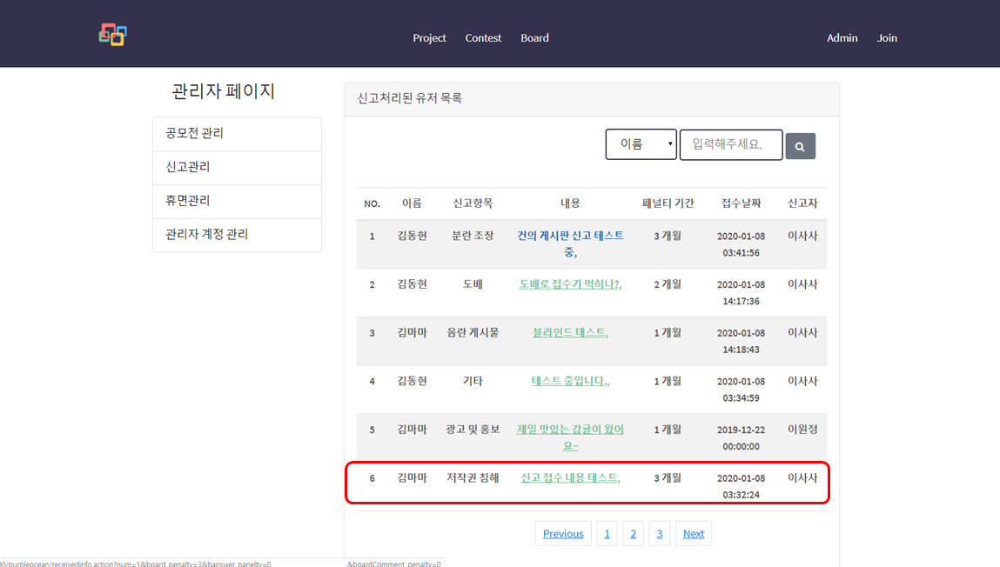 Project Contest Board Admin Join
관리자 페이지
공모전 관리
신고관리
휴면관리
관리자 계정 관리
신고처리된 유저 목록
이름 입력해주세요.
NO. 이름 신고항목 내용 패널티 기간 접수날짜 신고자
1 김동현 분란 조장 건의 게시판 신고 테스트 3 개월 2020-01-08 이사사
중, 03:41:56
2 김동현 도배 도배로 접수가 먹히나?, 2 개월 2020-01-08 이사사
14:17:36
3 김마마 음란 게시물 블라인드 테스트, 1 개월 2020-01-08 이사사
14:18:43
4 김동현 기타 테스트 중입니다., 1 개월 2020-01-08 이사사
03:34:59
5 김마마 광고 및 홍보 제일 맛있는 감귤이 왔어 1 개월 2019-12-22 이원정
요~ 00:00:00
6 김마마 저작권 침해 신고 접수 내용 테스트, 3 개월 2020-01-08 이사사
03:32:24
Previous 1 2 3 Next
90/purpleocean/receivedinfo.action?num=1&board_penalty=3&banswer_panelty=0 &boardComment_penalty=0